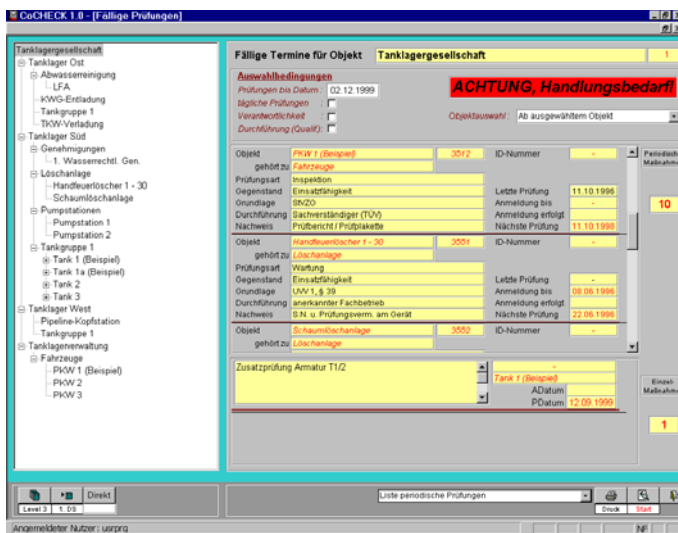 CoCHECK 1.0 - [Fällige Prüfungen]
Tanklagergesellschaft
Tanklager Ost
Abwasserreinigung
LFA
KWG-Entladung
Tankgruppe 1
TKW-Verladung
Tanklager Süd
Genehmigungen
1. Wasserrechtl. Gen.
Löschanlage
Handfeuerlöscher 1 - 30
Schaumlöschanlage
Pumpstationen
Pumpstation 1
Pumpstation 2
Tankgruppe 1
Tank 1 (Beispiel)
Tank 1a (Beispiel)
Tank 2
Tank 3
Tanklager West
Pipeline-Kopfstation
Tankgruppe 1
Tanklagerverwaltung
Fahrzeuge
PKW 1 (Beispiel)
PKW 2
PKW 3
Fällige Termine für Objekt Tanklagergesellschaft 1
Auswahlbedingungen
Prüfungen bis Datum: 02.12.1999
ACHTUNG, Handlungsbedarf!
tägliche Prüfungen :
Verantwortlichkeit :
Objektauswahl: Ab ausgewähltem Objekt
Durchführung (Qualif.):
Objekt PKW 1 (Beispiel) 3512 ID-Nummer -
gehört zu Fahrzeuge
Prüfungsart Inspektion
Gegenstand Einsatzfähigkeit Letzte Prüfung 11.10.1996
Grundlage StVZO Anmeldung bis -
Durchführung Sachverständiger (TÜV) Anmeldung erfolgt
Nachweis Prüfbericht / Prüfplakette Nächste Prüfung 11.10.1998
Objekt Handfeuerlöscher 1 - 30 3551 ID-Nummer -
gehört zu Löschanlage
Prüfungsart Wartung
Gegenstand Einsatzfähigkeit Letzte Prüfung -
Grundlage UVV 1, § 39 Anmeldung bis 08.06.1996
Durchführung anerkannter Fachbetrieb Anmeldung erfolgt
Nachweis S.N. u. Prüfungsverm. am Gerät Nächste Prüfung 22.06.1996
Objekt Schaumlöschanlage 3552 ID-Nummer -
gehört zu Löschanlage
Periodisch
Maßnahm
10
Zusatzprüfung Armatur T1/2 -
Tank 1 (Beispiel)
ADatum
PDatum 12.09.1999
Einzel-
Maßnahm
1
Direkt
Level 3 1. DS
Liste periodische Prüfungen
Druck Start
Angemeldeter Nutzer: usrprq
NF